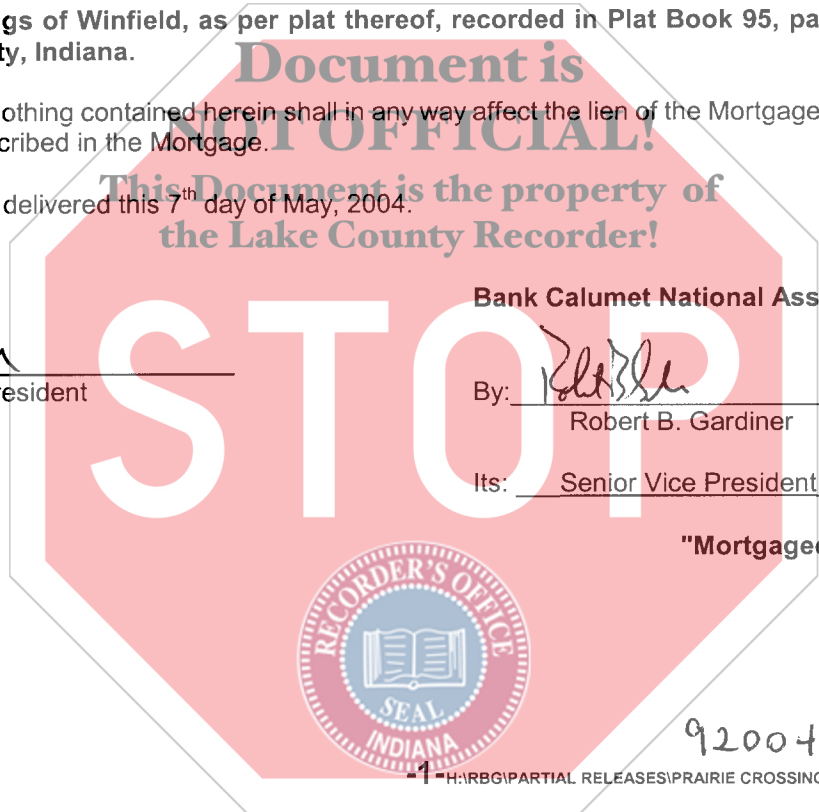 gs of Winfield, as per plat thereof, recorded in Plat Book 95, pa
ty, Indiana.
Document is
othing contained herein shall in any way affect the lien of the Mortgage
NOT OFFICIAL!
cribed in the Mortgage.
This Document is the property of
delivered this 7th day of May, 2004.
the Lake County Recorder!
Bank Calumet National Ass
STOP
esident
By:
Robert B. Gardiner
Its: Senior Vice President
"Mortgagee
RECORDER'S OFFICE
SEAL
INDIANA
92004
-1-H:\RBG\PARTIAL RELEASES\PRAIRIE CROSSING